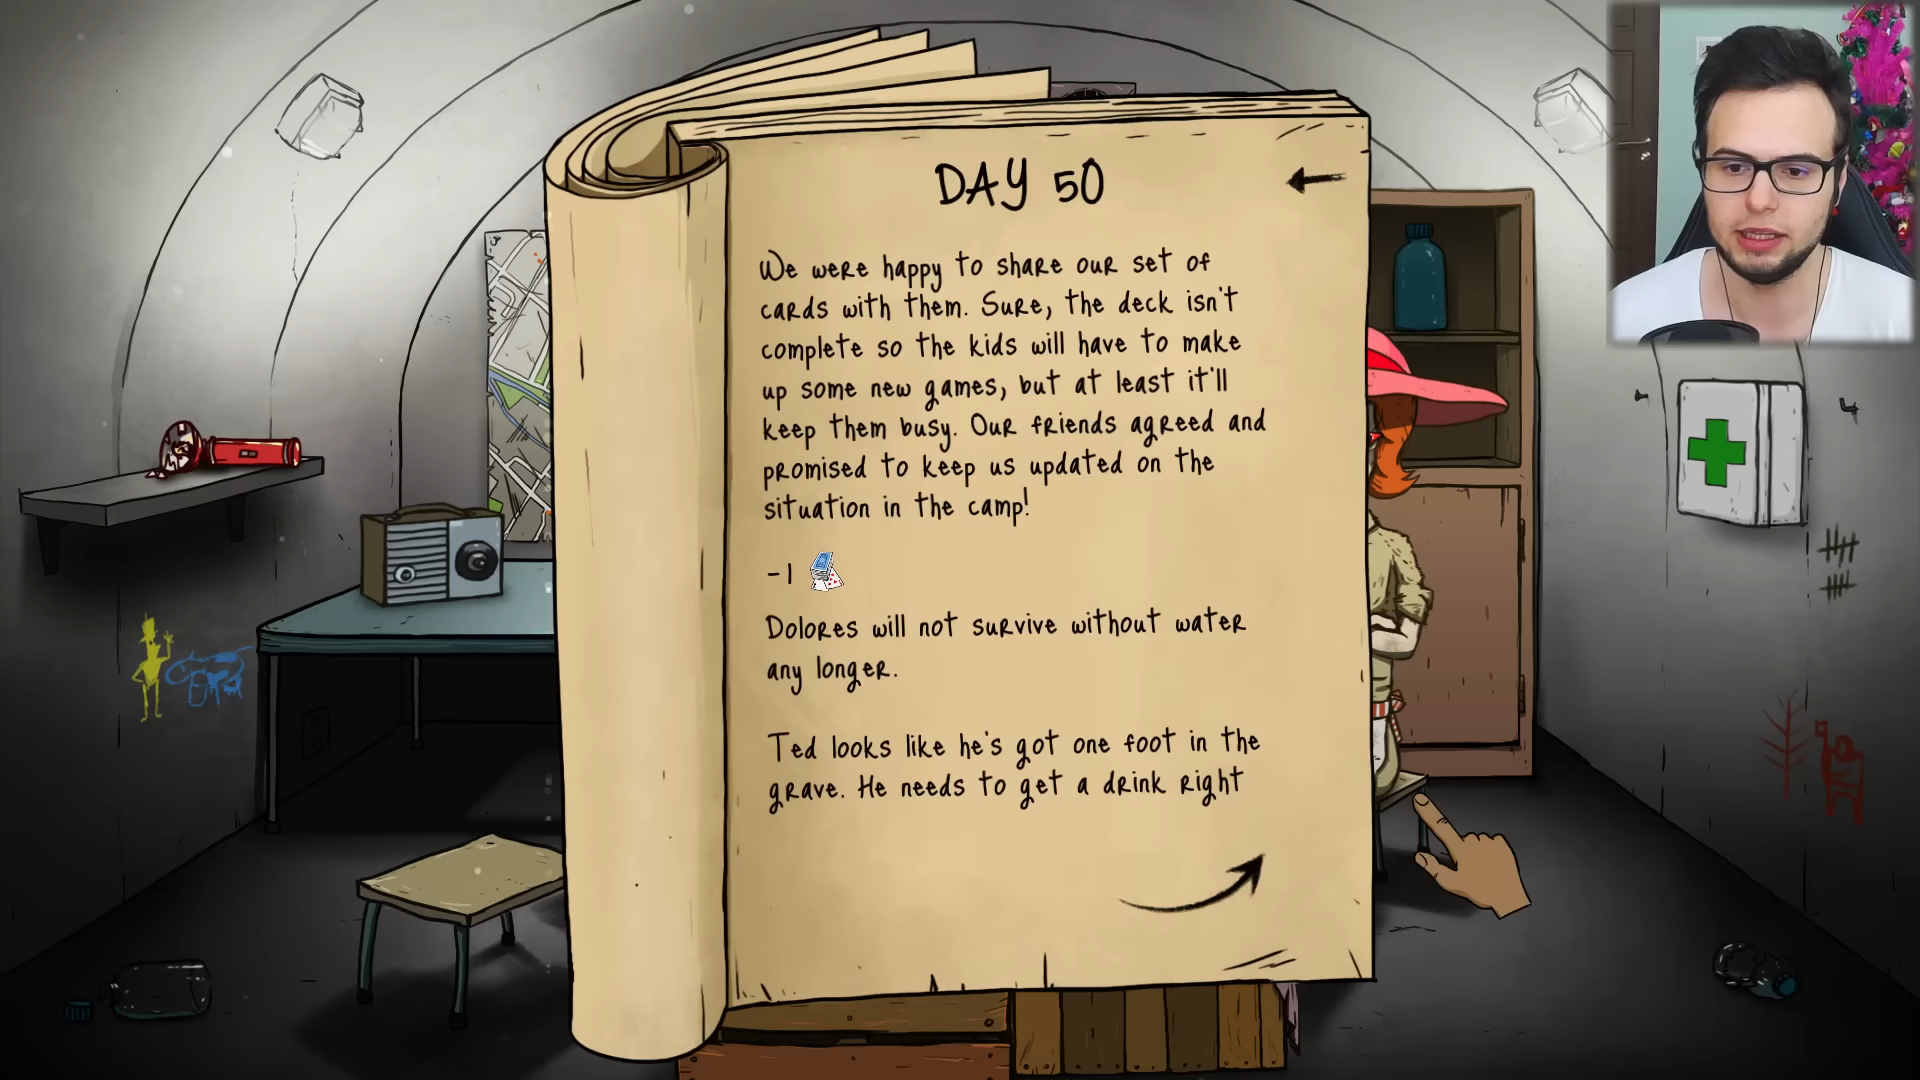 DAY 50
We were happy to share our set of
cards with them. Sure, the deck isn't
complete so the kids will have to make
up some new games, but at least it'll
keep them busy. Our friends agreed and
promised to keep us updated on the
situation in the camp!
-1
Dolores will not survive without water
any longer.
Ted looks like he's got one foot in the
grave. He needs to get a drink right